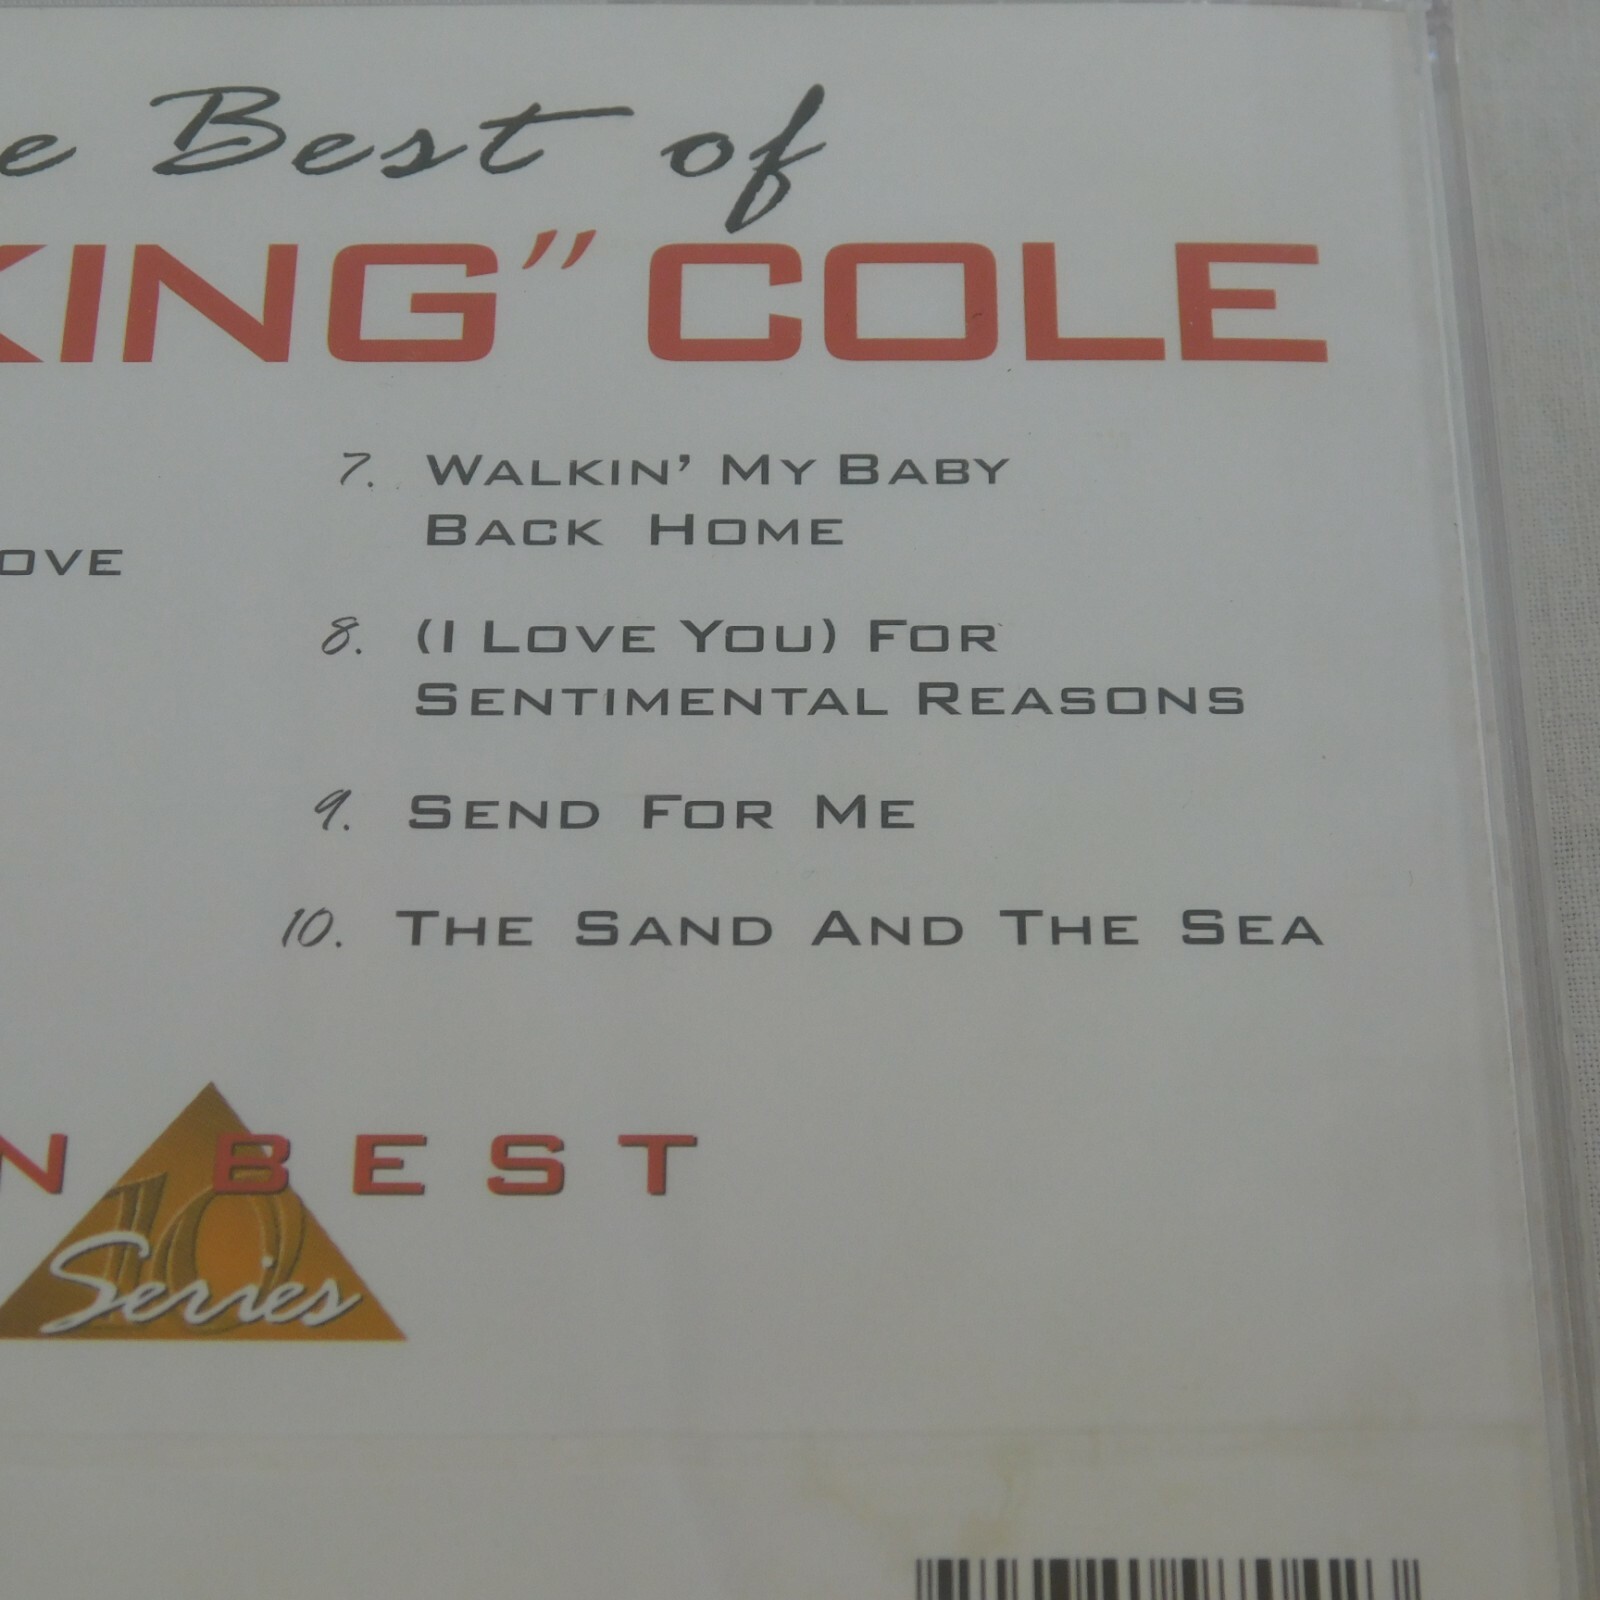 e Best of
KING" COLE
OVE
7. WALKIN' MY BABY
BACK HOME
8. (I LOVE YOU) FOR
SENTIMENTAL REASONS
9. SEND FOR ME
10. THE SAND AND THE SEA
N BEST
10
Series